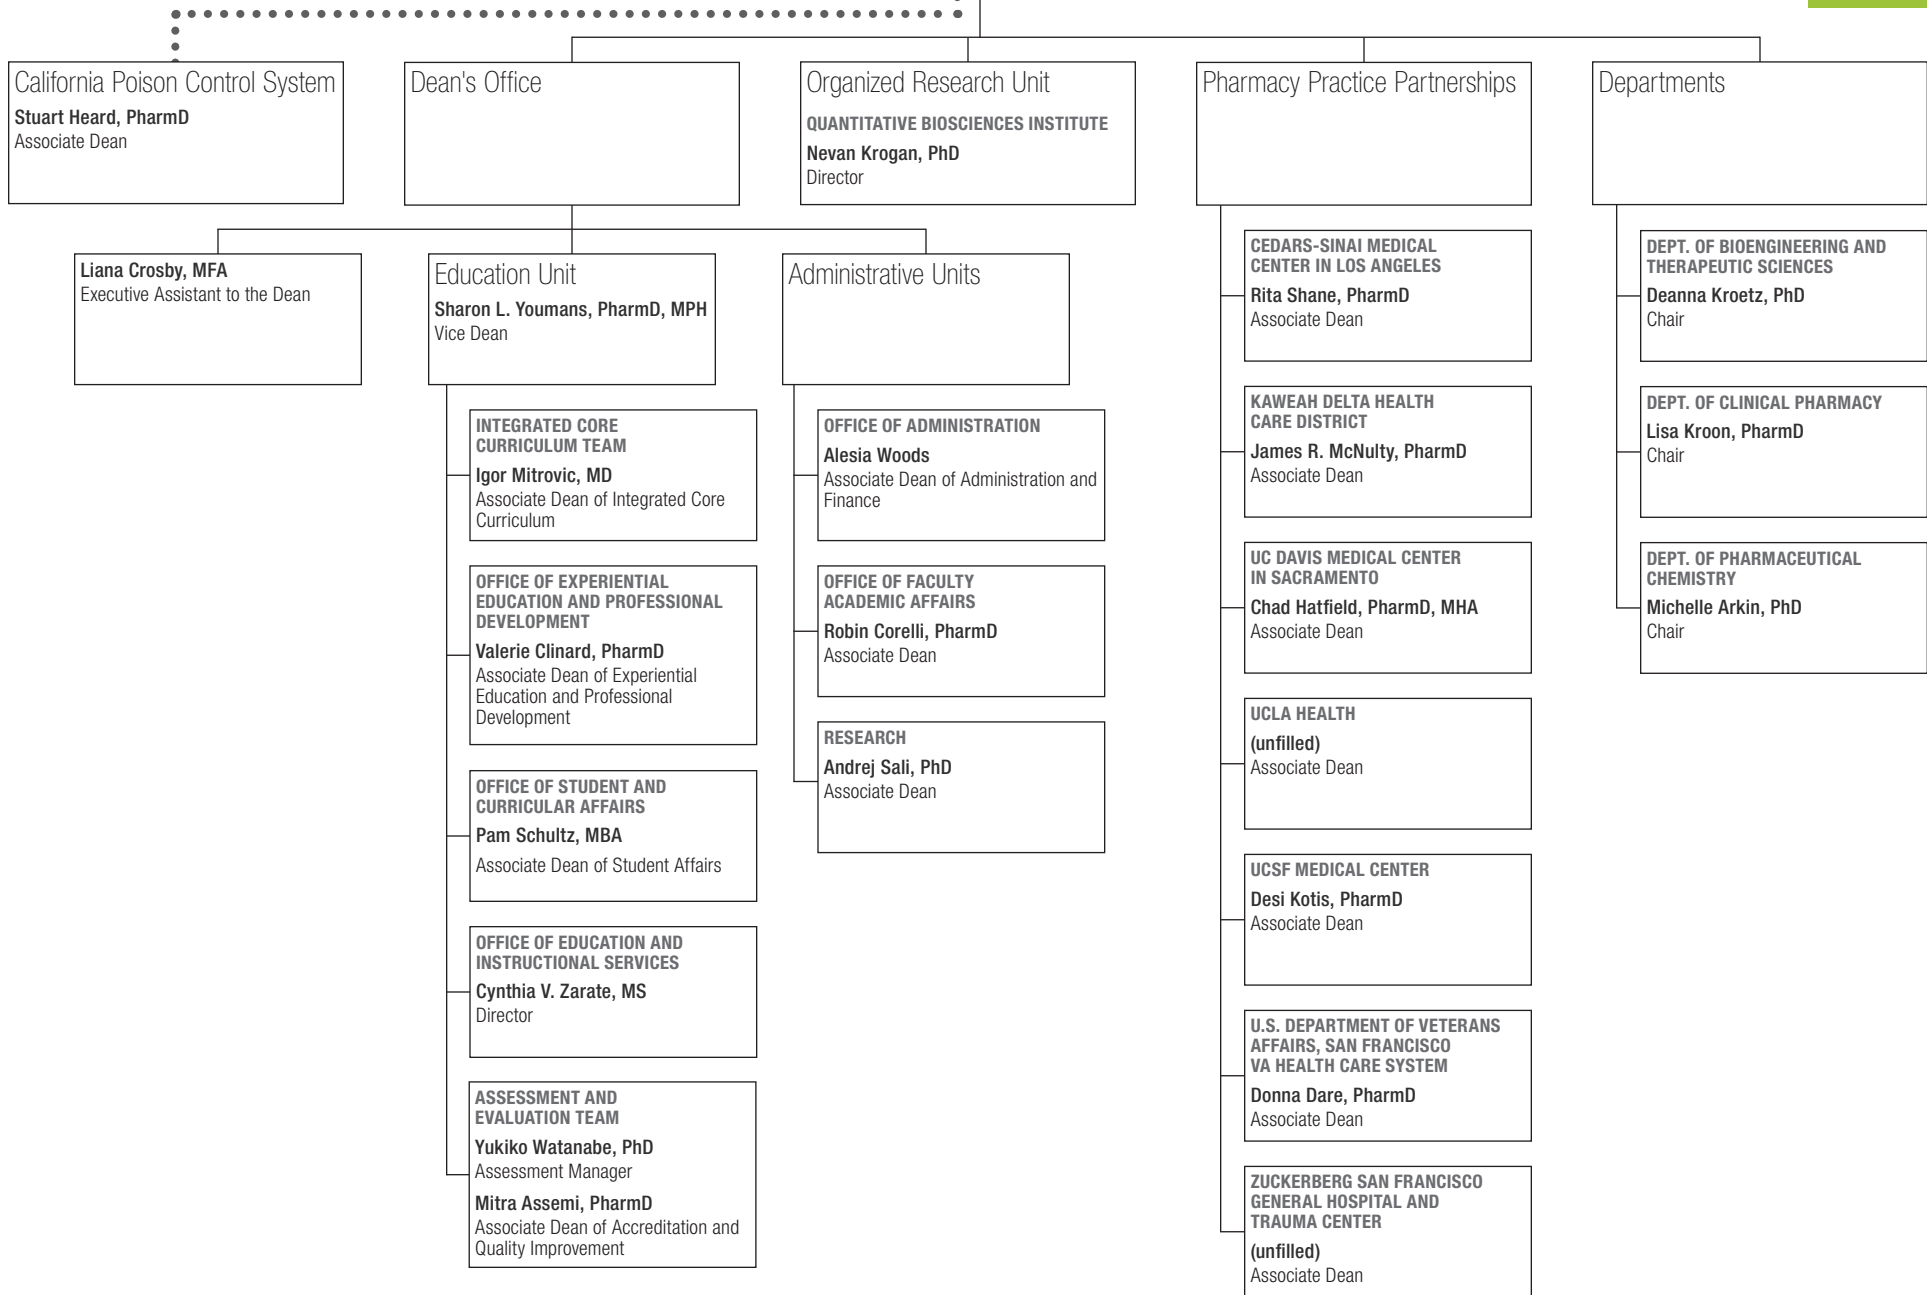 California Poison Control System
Stuart Heard, PharmD
Associate Dean
Dean's Office
Organized Research Unit
QUANTITATIVE BIOSCIENCES INSTITUTE
Nevan Krogan, PhD
Director
Pharmacy Practice Partnerships
Departments
Liana Crosby, MFA
Executive Assistant to the Dean
Education Unit
Sharon L. Youmans, PharmD, MPH
Vice Dean
Administrative Units
INTEGRATED CORE
CURRICULUM TEAM
Igor Mitrovic, MD
Associate Dean of Integrated Core
Curriculum
OFFICE OF EXPERIENTIAL
EDUCATION AND PROFESSIONAL
DEVELOPMENT
Valerie Clinard, PharmD
Associate Dean of Experiential
Education and Professional
Development
OFFICE OF STUDENT AND
CURRICULAR AFFAIRS
Pam Schultz, MBA
Associate Dean of Student Affairs
OFFICE OF EDUCATION AND
INSTRUCTIONAL SERVICES
Cynthia V. Zarate, MS
Director
ASSESSMENT AND
EVALUATION TEAM
Yukiko Watanabe, PhD
Assessment Manager
Mitra Assemi, PharmD
Associate Dean of Accreditation and
Quality Improvement
OFFICE OF ADMINISTRATION
Alesia Woods
Associate Dean of Administration and
Finance
OFFICE OF FACULTY
ACADEMIC AFFAIRS
Robin Corelli, PharmD
Associate Dean
RESEARCH
Andrej Sali, PhD
Associate Dean
CEDARS-SINAI MEDICAL
CENTER IN LOS ANGELES
Rita Shane, PharmD
Associate Dean
KAWEAH DELTA HEALTH
CARE DISTRICT
James R. McNulty, PharmD
Associate Dean
UC DAVIS MEDICAL CENTER
IN SACRAMENTO
Chad Hatfield, PharmD, MHA
Associate Dean
UCLA HEALTH
(unfilled)
Associate Dean
UCSF MEDICAL CENTER
Desi Kotis, PharmD
Associate Dean
U.S. DEPARTMENT OF VETERANS
AFFAIRS, SAN FRANCISCO
VA HEALTH CARE SYSTEM
Donna Dare, PharmD
Associate Dean
ZUCKERBERG SAN FRANCISCO
GENERAL HOSPITAL AND
TRAUMA CENTER
(unfilled)
Associate Dean
DEPT. OF BIOENGINEERING AND
THERAPEUTIC SCIENCES
Deanna Kroetz, PhD
Chair
DEPT. OF CLINICAL PHARMACY
Lisa Kroon, PharmD
Chair
DEPT. OF PHARMACEUTICAL
CHEMISTRY
Michelle Arkin, PhD
Chair